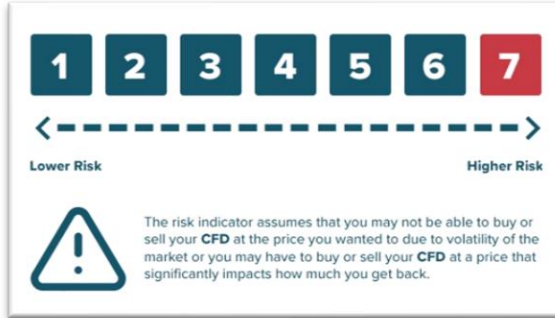 1 2 3 4 5 6 7
Lower Risk Higher Risk
The risk indicator assumes that you may not be able to buy or
sell your CFD at the price you wanted to due to volatility of the
market or you may have to buy or sell your CFD at a price that
significantly impacts how much you get back.